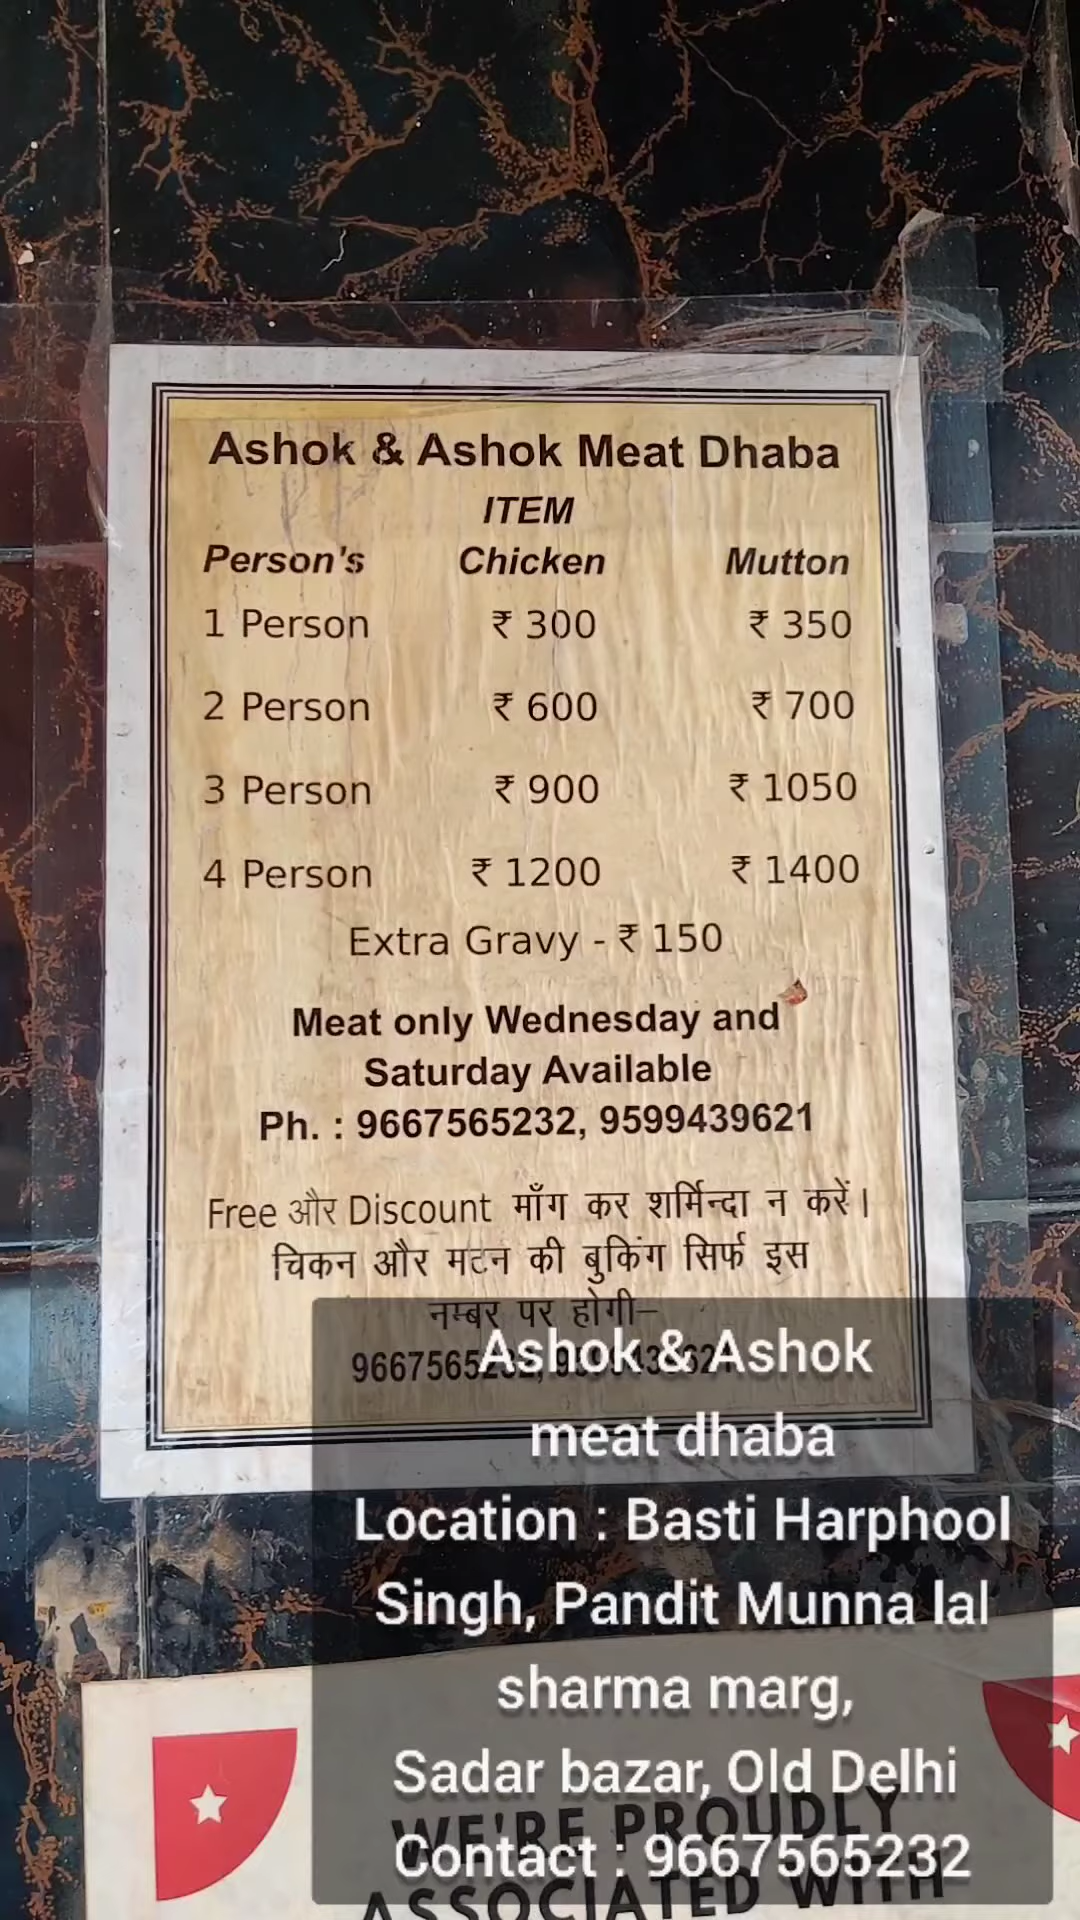 Ashok & Ashok Meat Dhaba
ITEM
Person's Chicken Mutton
1 Person ₹ 300 ₹ 350
2 Person ₹ 600 ₹ 700
3 Person ₹ 900 ₹ 1050
4 Person ₹ 1200 ₹ 1400
Extra Gravy - ₹ 150
Meat only Wednesday and
Saturday Available
Ph. : 9667565232, 9599439621
Free और Discount माँग कर शर्मिन्दा न करें।
चिकन और मटन की बुकिंग सिर्फ इस
नम्बर पर होगी–
9667565232,
Ashok & Ashok
meat dhaba
Location : Basti Harphool
Singh, Pandit Munna lal
sharma marg,
Sadar bazar, Old Delhi
Contact : 9667565232
WE'RE PROUDLY
ASSOCIATED WITH